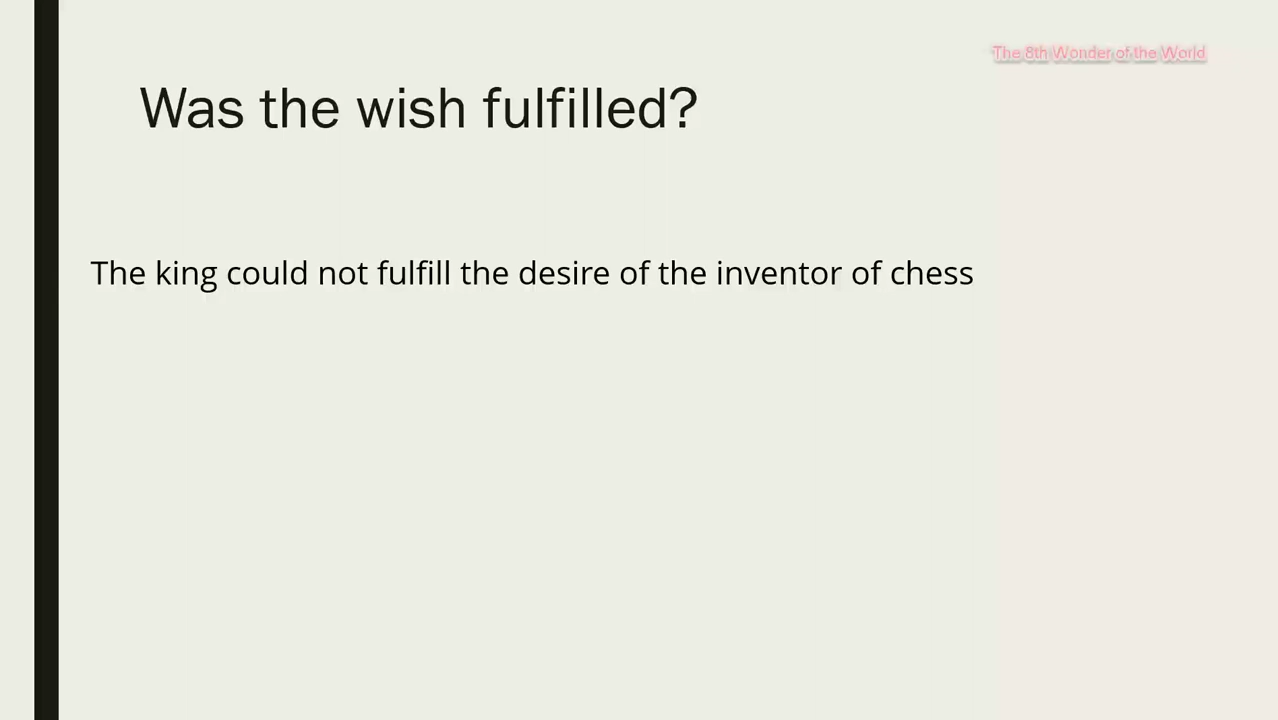 The 8th Wonder of the World
Was the wish fulfilled?
The king could not fulfill the desire of the inventor of chess